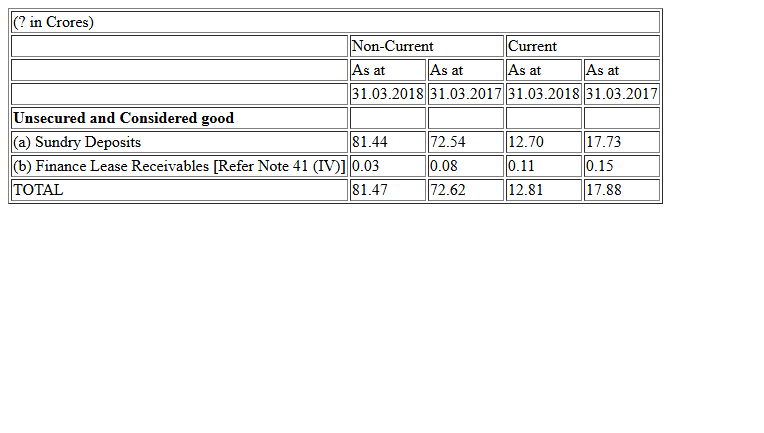 (? in Crores)
Non-Current Current
As at As at As at As at
31.03.2018 31.03.2017 31.03.2018 31.03.2017
Unsecured and Considered good
(a) Sundry Deposits 81.44 72.54 12.70 17.73
(b) Finance Lease Receivables [Refer Note 41 (IV)] 0.03 0.08 0.11 0.15
TOTAL 81.47 72.62 12.81 17.88